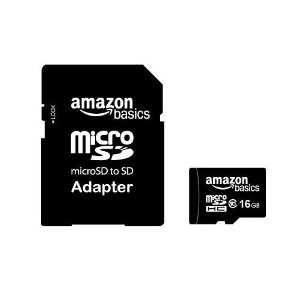 LOCK
amazon
basics
micro
SD
microSD to SD
Adapter
amazon
basics
micro
SD
HC
10
16GB